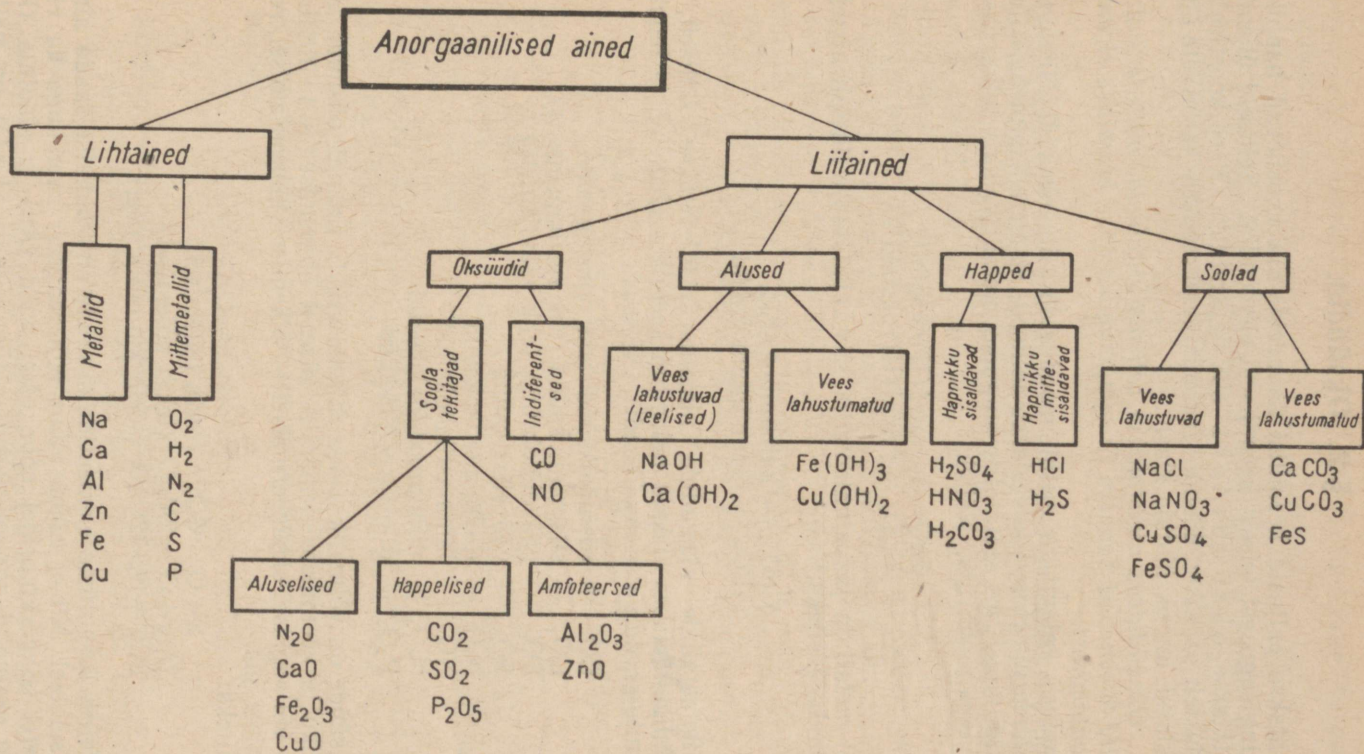 Anorgaanilised ained
Lihtained
Liitained
Metallid
Mittemetallid
Oksüüdid
Alused
Happed
Soolad
Soola
tekitajad
Indiferent-
sed
Vees
lahustuvad
(leelised)
Vees
lahustumatud
Hapnikku
sisaldavad
Hapnikku
mitte-
sisaldavad
Vees
lahustuvad
Vees
lahustumatud
Na
Ca
Al
Zn
Fe
Cu
O₂
H₂
N₂
C
S
P
CO
NO
NaOH
Ca(OH)₂
Fe(OH)₃
Cu(OH)₂
H₂SO₄
HNO₃
H₂CO₃
HCl
H₂S
NaCl
NaNO₃
CuSO₄
FeSO₄
CaCO₃
CuCO₃
FeS
Aluselised
Happelised
Amfoteersed
N₂O
CaO
Fe₂O₃
CuO
CO₂
SO₂
P₂O₅
Al₂O₃
ZnO